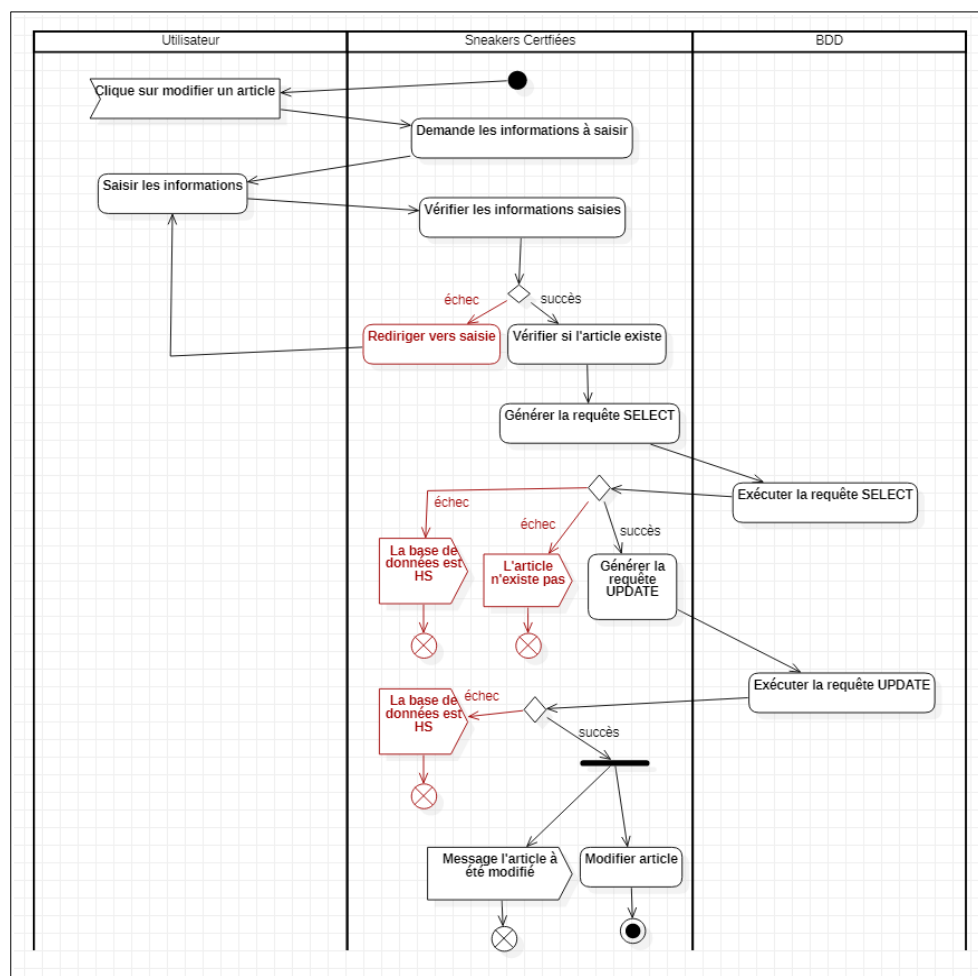 Utilisateur
Sneakers Certfiées
BDD
Clique sur modifier un article
Demande les informations à saisir
Saisir les informations
Vérifier les informations saisies
échec
succès
Rediriger vers saisie
Vérifier si l'article existe
Générer la requête SELECT
Exécuter la requête SELECT
échec
échec
succès
La base de
données est
HS
L'article
n'existe pas
Générer la
requête
UPDATE
Exécuter la requête UPDATE
La base de
données est
HS
échec
succès
Message l'article à
été modifié
Modifier article